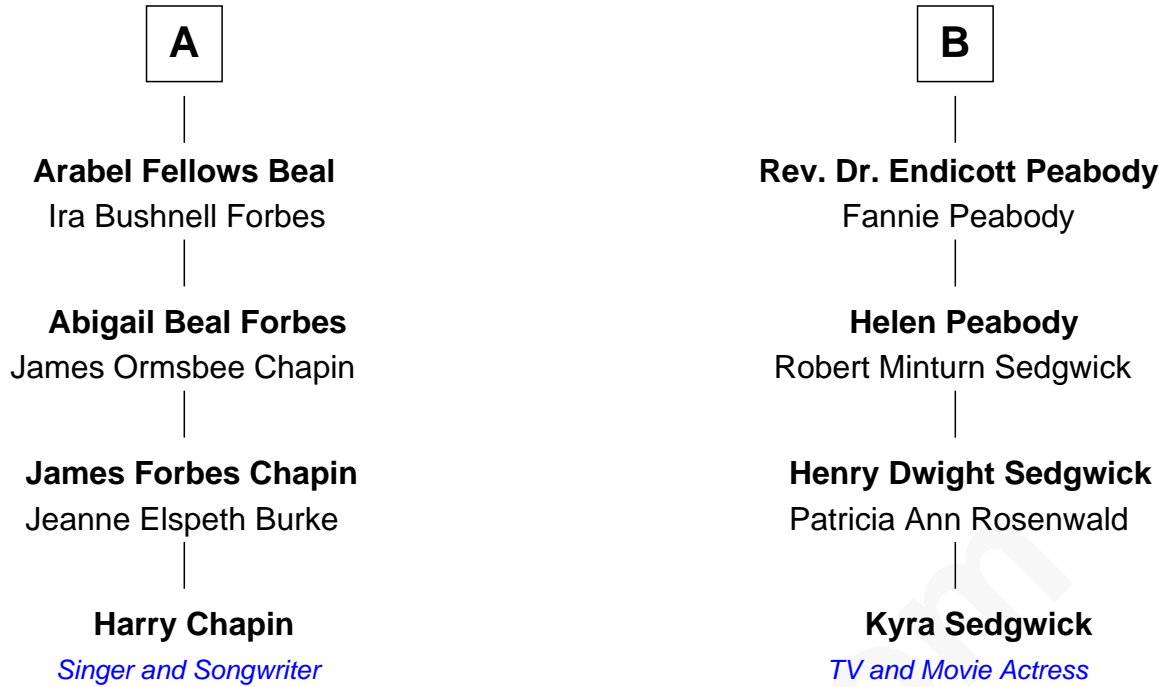 A
Arabel Fellows Beal
Ira Bushnell Forbes
Abigail Beal Forbes
James Ormsbee Chapin
James Forbes Chapin
Jeanne Elspeth Burke
Harry Chapin
Singer and Songwriter
B
Rev. Dr. Endicott Peabody
Fannie Peabody
Helen Peabody
Robert Minturn Sedgwick
Henry Dwight Sedgwick
Patricia Ann Rosenwald
Kyra Sedgwick
TV and Movie Actress